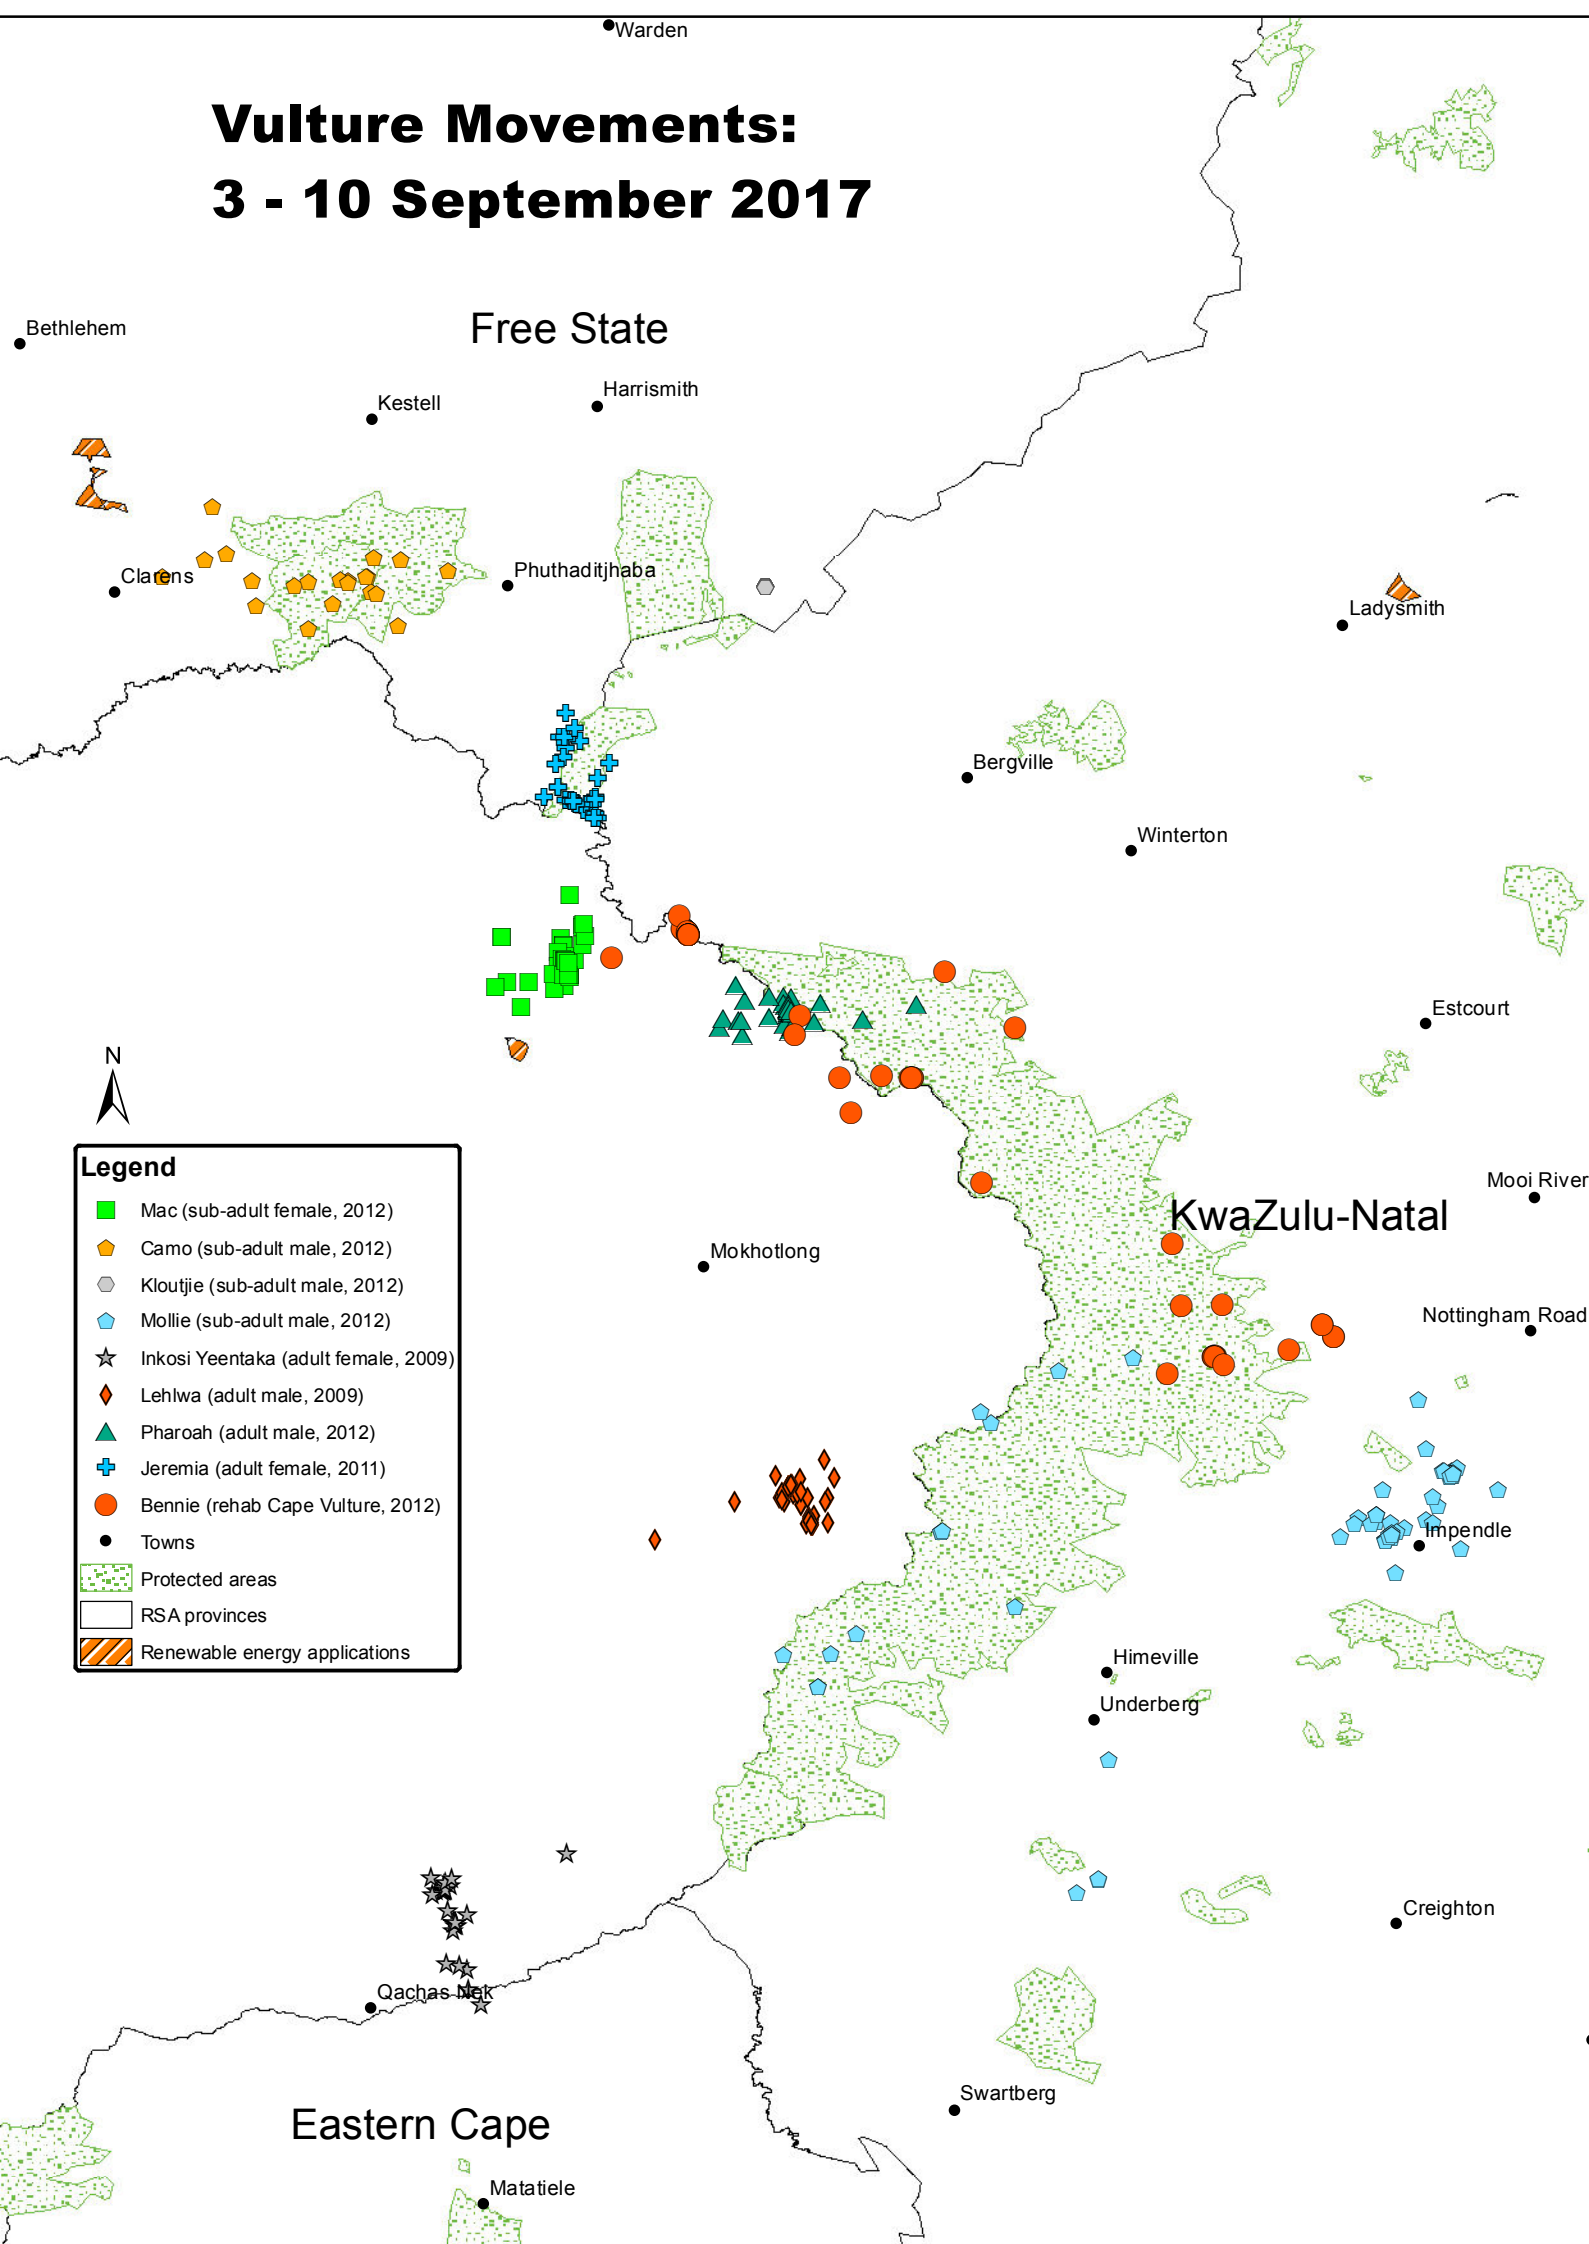 Warden
Vulture Movements:
3 - 10 September 2017
Bethlehem
Free State
Kestell
Harrismith
Clarens
Phuthaditjhaba
Ladysmith
Bergville
Winterton
Estcourt
N
Mooi River
KwaZulu-Natal
Mokhotlong
Nottingham Road
Legend
Mac (sub-adult female, 2012)
Camo (sub-adult male, 2012)
Kloutjie (sub-adult male, 2012)
Mollie (sub-adult male, 2012)
Inkosi Yeentaka (adult female, 2009)
Lehlwa (adult male, 2009)
Pharoah (adult male, 2012)
Jeremia (adult female, 2011)
Bennie (rehab Cape Vulture, 2012)
Towns
Protected areas
RSA provinces
Renewable energy applications
Impendle
Himeville
Underberg
Creighton
Qachas Nek
Swartberg
Eastern Cape
Matatiele